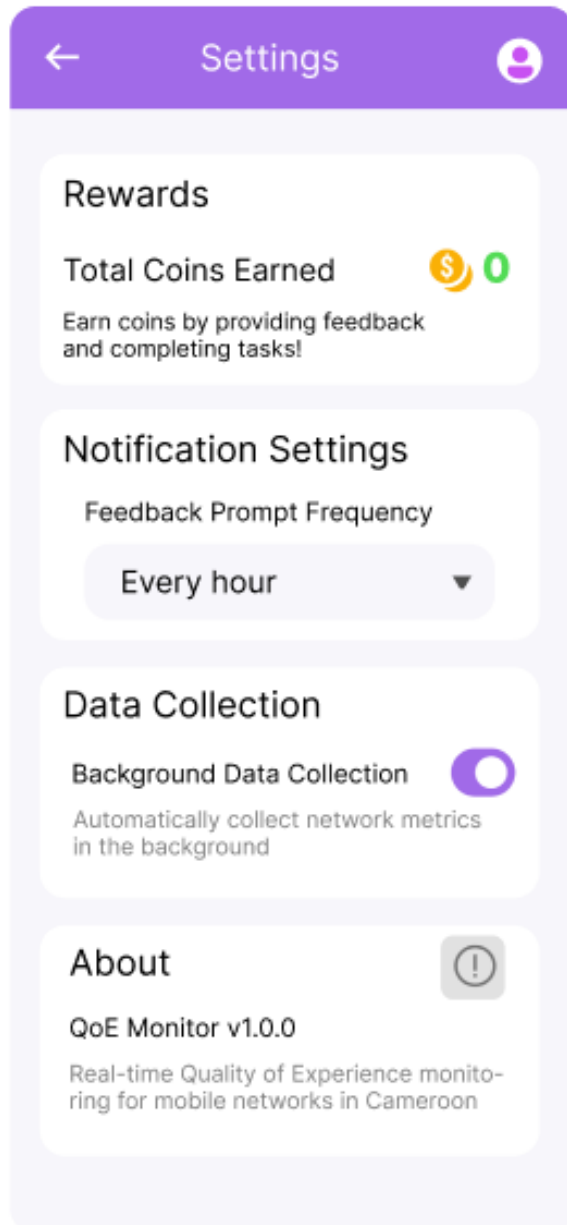 Settings
Rewards
Total Coins Earned $ 0
Earn coins by providing feedback
and completing tasks!
Notification Settings
Feedback Prompt Frequency
Every hour
Data Collection
Background Data Collection
Automatically collect network metrics
in the background
About
QoE Monitor v1.0.0
Real-time Quality of Experience monito-
ring for mobile networks in Cameroon